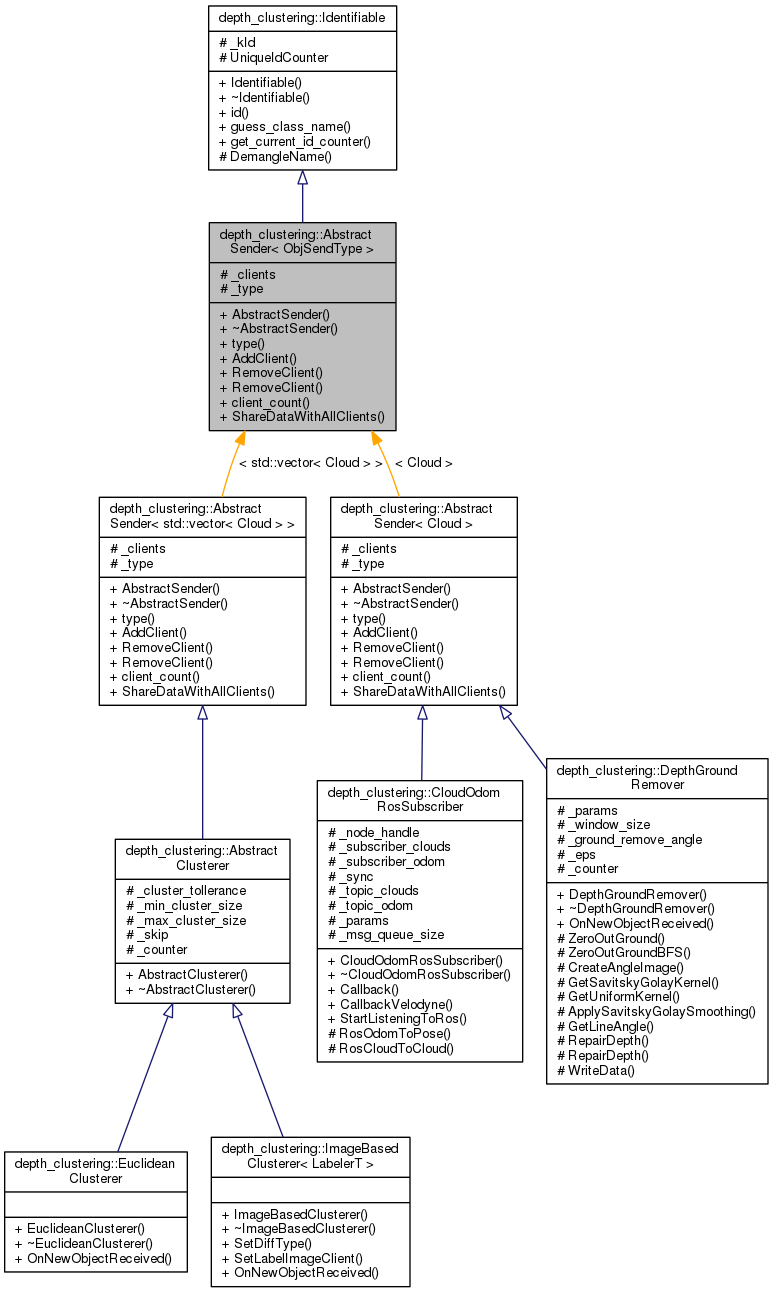 depth_clustering::Identifiable
# _kId
# UniqueIdCounter
+ Identifiable()
+ ~Identifiable()
+ id()
+ guess_class_name()
+ get_current_id_counter()
# DemangleName()
depth_clustering::Abstract
Sender< ObjSendType >
# _clients
# _type
+ AbstractSender()
+ ~AbstractSender()
+ type()
+ AddClient()
+ RemoveClient()
+ RemoveClient()
+ client_count()
+ ShareDataWithAllClients()
< std::vector< Cloud > >
< Cloud >
depth_clustering::Abstract
Sender< std::vector< Cloud > >
# _clients
# _type
+ AbstractSender()
+ ~AbstractSender()
+ type()
+ AddClient()
+ RemoveClient()
+ RemoveClient()
+ client_count()
+ ShareDataWithAllClients()
depth_clustering::Abstract
Sender< Cloud >
# _clients
# _type
+ AbstractSender()
+ ~AbstractSender()
+ type()
+ AddClient()
+ RemoveClient()
+ RemoveClient()
+ client_count()
+ ShareDataWithAllClients()
depth_clustering::Abstract
Clusterer
# _cluster_tollerance
# _min_cluster_size
# _max_cluster_size
# _skip
# _counter
+ AbstractClusterer()
+ ~AbstractClusterer()
depth_clustering::CloudOdom
RosSubscriber
# _node_handle
# _subscriber_clouds
# _subscriber_odom
# _sync
# _topic_clouds
# _topic_odom
# _params
# _msg_queue_size
+ CloudOdomRosSubscriber()
+ ~CloudOdomRosSubscriber()
+ Callback()
+ CallbackVelodyne()
+ StartListeningToRos()
# RosOdomToPose()
# RosCloudToCloud()
depth_clustering::DepthGround
Remover
# _params
# _window_size
# _ground_remove_angle
# _eps
# _counter
+ DepthGroundRemover()
+ ~DepthGroundRemover()
+ OnNewObjectReceived()
# ZeroOutGround()
# ZeroOutGroundBFS()
# CreateAngleImage()
# GetSavitskyGolayKernel()
# GetUniformKernel()
# ApplySavitskyGolaySmoothing()
# GetLineAngle()
# RepairDepth()
# RepairDepth()
# WriteData()
depth_clustering::Euclidean
Clusterer
+ EuclideanClusterer()
+ ~EuclideanClusterer()
+ OnNewObjectReceived()
depth_clustering::ImageBased
Clusterer< LabelerT >
+ ImageBasedClusterer()
+ ~ImageBasedClusterer()
+ SetDiffType()
+ SetLabelImageClient()
+ OnNewObjectReceived()